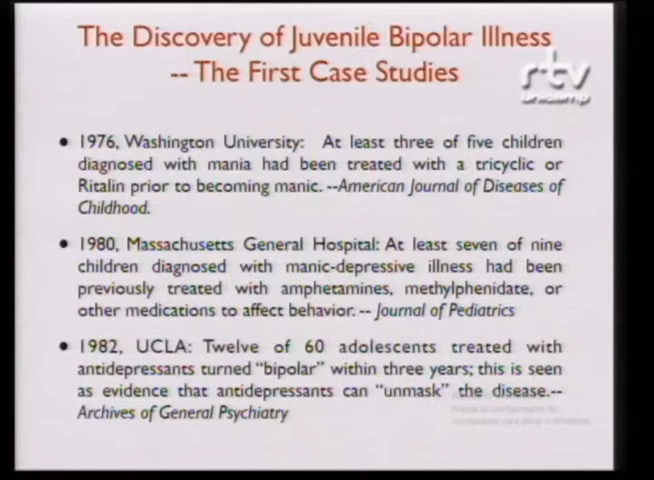 The Discovery of Juvenile Bipolar Illness
-- The First Case Studies
rtv
unicamp
• 1976, Washington University: At least three of five children
diagnosed with mania had been treated with a tricyclic or
Ritalin prior to becoming manic. --American Journal of Diseases of
Childhood.
• 1980, Massachusetts General Hospital: At least seven of nine
children diagnosed with manic-depressive illness had been
previously treated with amphetamines, methylphenidate, or
other medications to affect behavior. -- Journal of Pediatrics
• 1982, UCLA: Twelve of 60 adolescents treated with
antidepressants turned “bipolar” within three years; this is seen
as evidence that antidepressants can “unmask” the disease.--
Archives of General Psychiatry